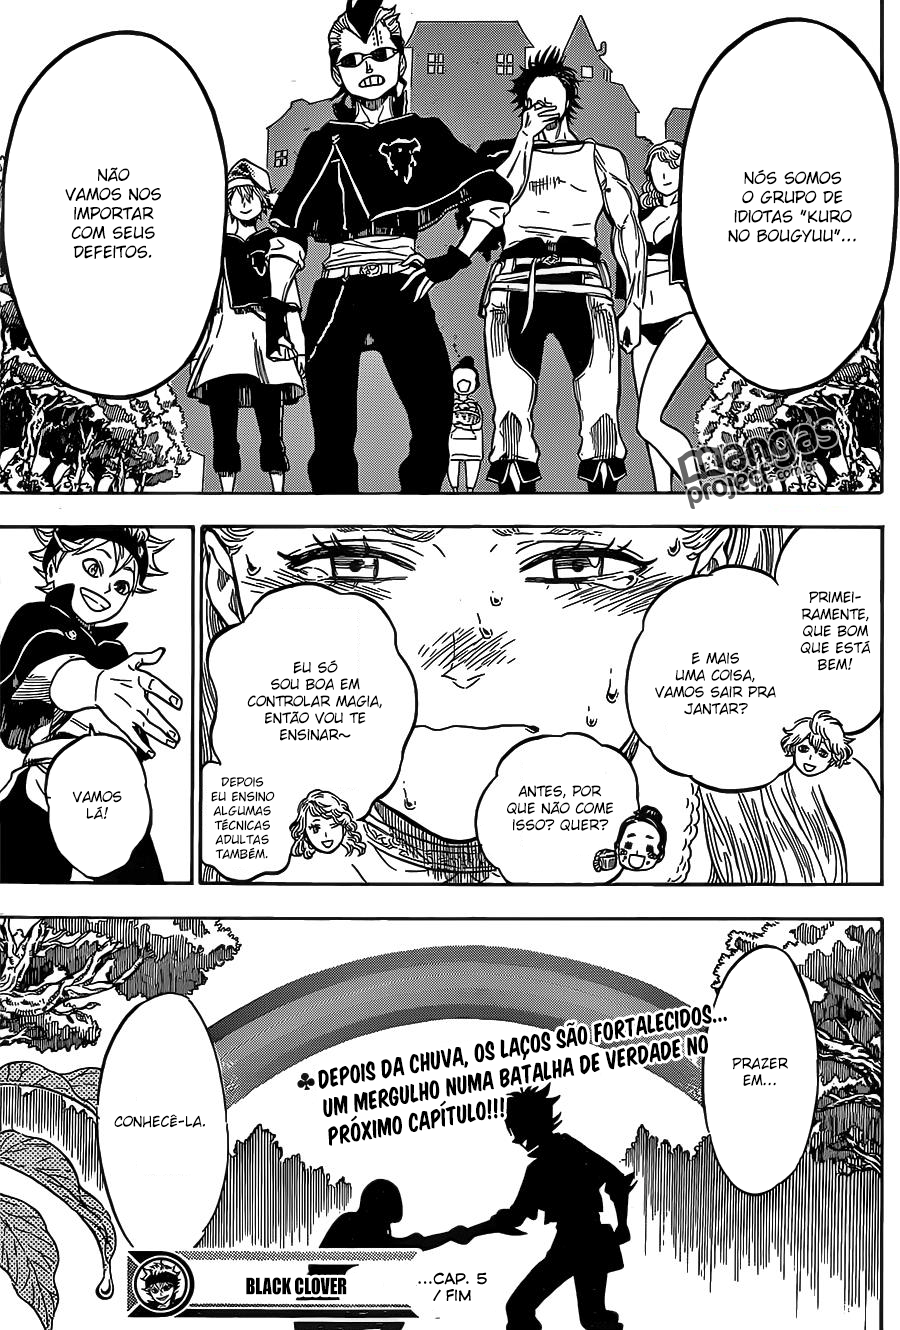 NÓS SOMOS
O GRUPO DE
IDIOTAS "KURO
NO BOUGYUU"...
NÃO
VAMOS NOS
IMPORTAR
COM SEUS
DEFEITOS.
mangas
project.com.br
PRIMEI-
RAMENTE,
QUE BOM
QUE ESTÁ
BEM!
E MAIS
UMA COISA,
VAMOS SAIR PRA
JANTAR?
ANTES, POR
QUE NÃO COME
ISSO? QUER?
EU SÓ
SOU BOA EM
CONTROLAR MAGIA,
ENTÃO VOU TE
ENSINAR~
DEPOIS
EU ENSINO
ALGUMAS
TÉCNICAS
ADULTAS
TAMBÉM.
VAMOS
LÁ!
PRAZER
EM...
♣DEPOIS DA CHUVA, OS LAÇOS SÃO FORTALECIDOS...
UM MERGULHO NUMA BATALHA DE VERDADE NO
PRÓXIMO CAPÍTULO!!!
CONHECÊ-LA.
BLACK CLOVER
...CAP. 5
/ FIM